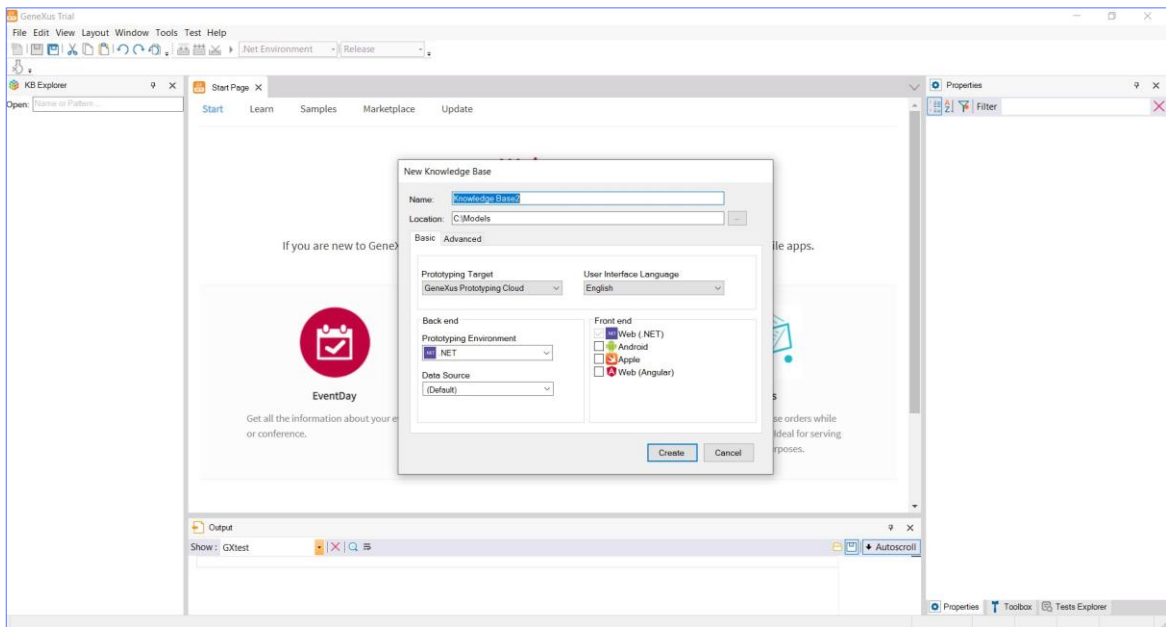 GeneXus Trial
File Edit View Layout Window Tools Test Help
.Net Environment Release
KB Explorer
Open: Name or Pattern ...
Start Page
Start Learn Samples Marketplace Update
If you are new to GeneX
ile apps.
EventDay
Get all the information about your e
or conference.
s
se orders while
Ideal for serving
rposes.
New Knowledge Base
Name: Knowledge Base2
Location: C:\Models
...
Basic Advanced
Prototyping Target
GeneXus Prototyping Cloud
User Interface Language
English
Back end
Prototyping Environment
.NET
Data Source
(Default)
Front end
Web (.NET)
Android
Apple
Web (Angular)
Create Cancel
Output
Show: GXtest
Autoscroll
Properties
Filter
Properties Toolbox Tests Explorer